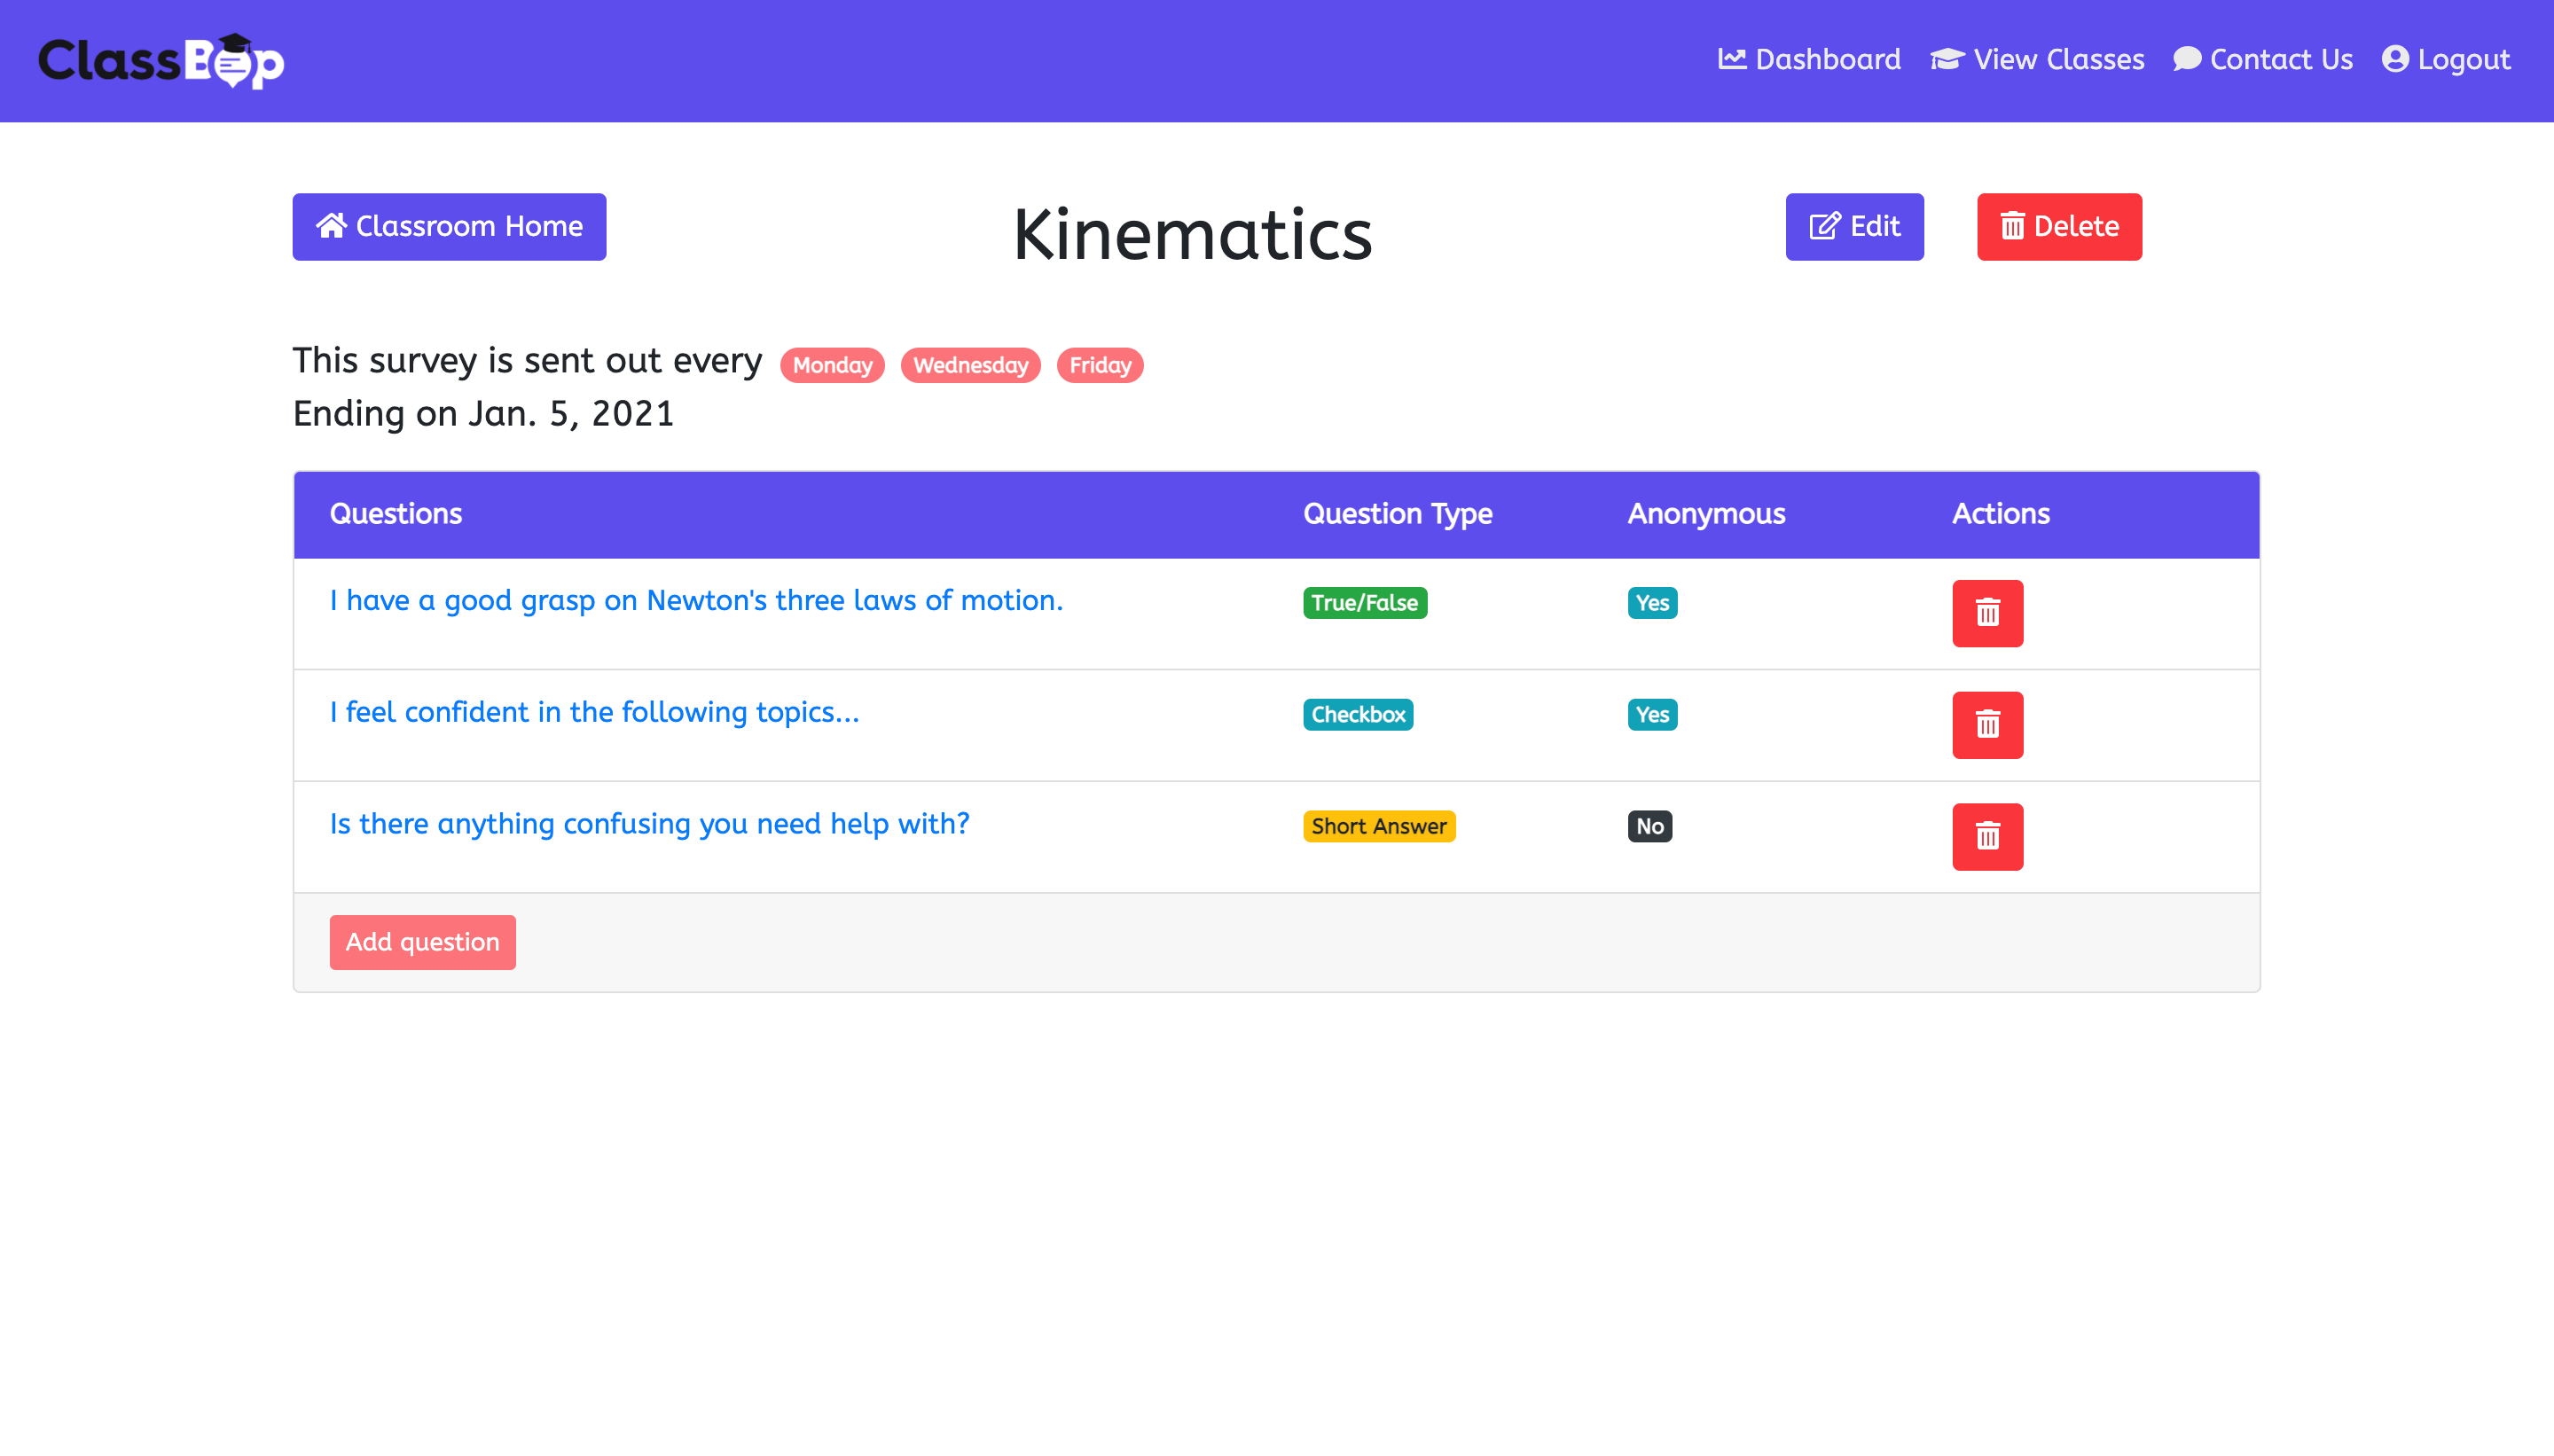 ClassBop
Dashboard View Classes Contact Us Logout
Classroom Home
Kinematics
Edit
Delete
This survey is sent out every Monday Wednesday Friday
Ending on Jan. 5, 2021
Questions Question Type Anonymous Actions
I have a good grasp on Newton's three laws of motion. True/False Yes
I feel confident in the following topics... Checkbox Yes
Is there anything confusing you need help with? Short Answer No
Add question